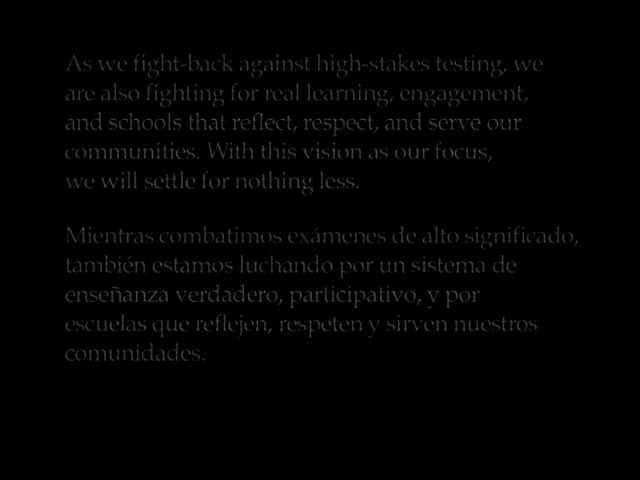 As we fight-back against high-stakes testing, we
are also fighting for real learning, engagement,
and schools that reflect, respect, and serve our
communities. With this vision as our focus,
we will settle for nothing less.
Mientras combatimos exámenes de alto significado,
también estamos luchando por un sistema de
enseñanza verdadero, participativo, y por
escuelas que reflejen, respeten y sirven nuestros
comunidades.